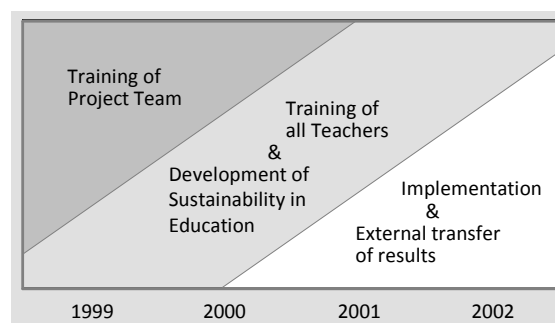 Training of
Project Team
Training of
all Teachers
&
Development of
Sustainability in
Education
Implementation
&
External transfer
of results
1999 2000 2001 2002